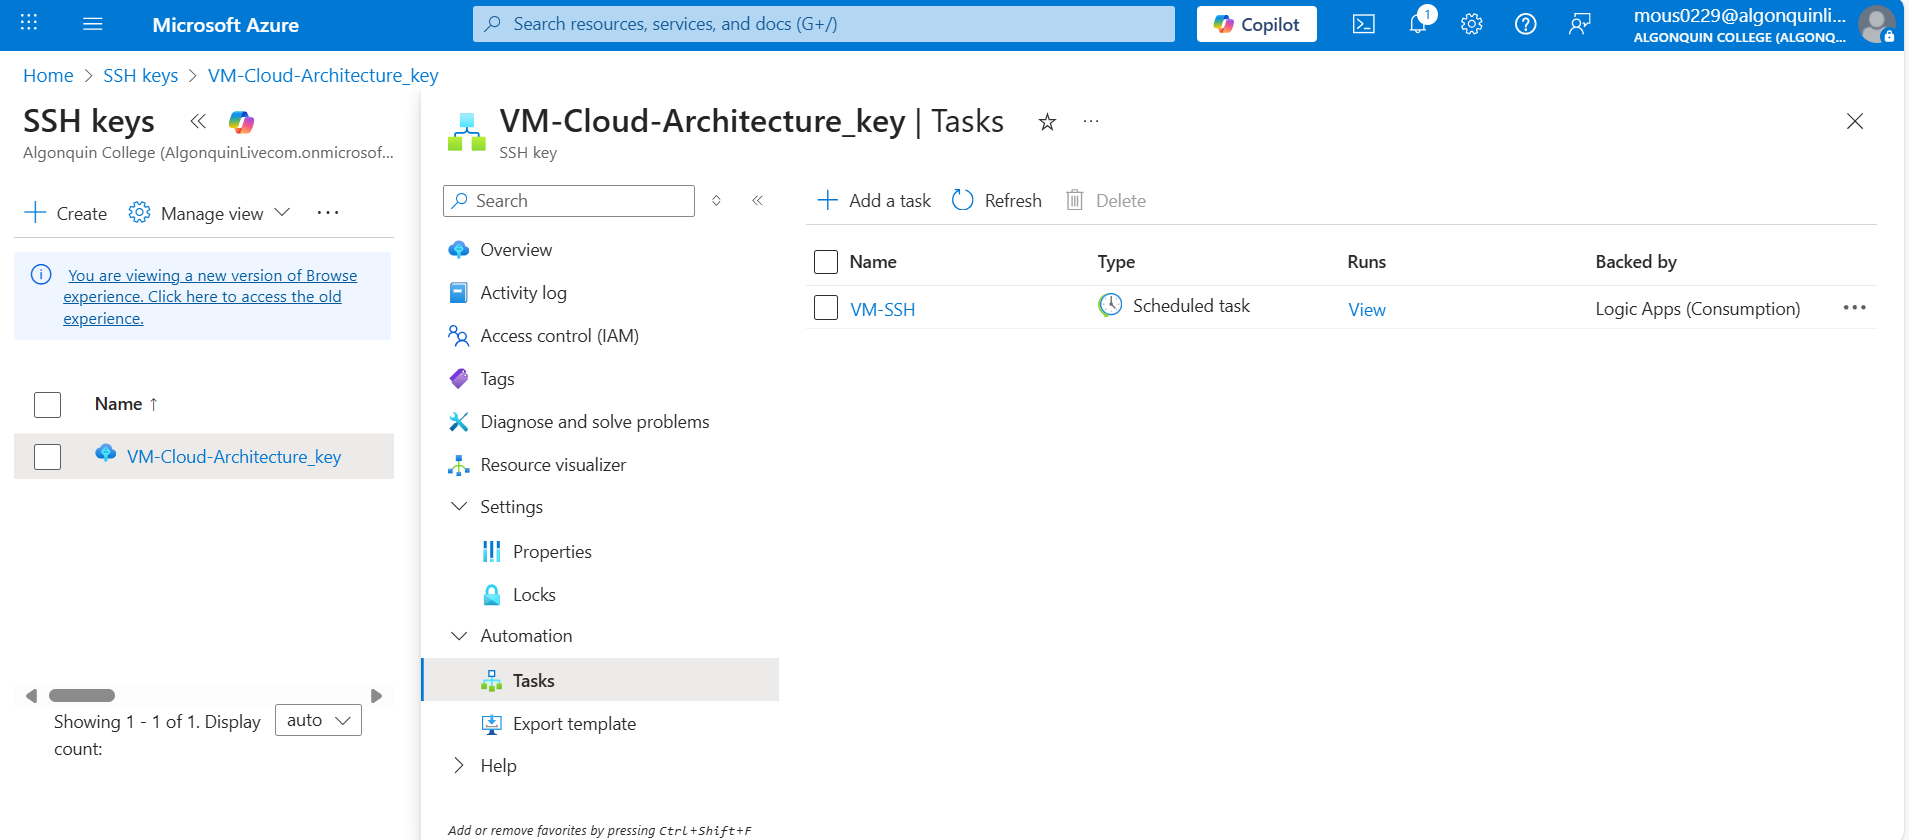 Microsoft Azure
Search resources, services, and docs (G+/)
Copilot
1
mous0229@algonquinli...
ALGONQUIN COLLEGE (ALGONQ...
Home > SSH keys > VM-Cloud-Architecture_key
SSH keys
Algonquin College (AlgonquinLivecom.onmicrosof...
Create
Manage view
You are viewing a new version of Browse
experience. Click here to access the old
experience.
Name ↑
VM-Cloud-Architecture_key
Showing 1 - 1 of 1. Display
count:
auto
VM-Cloud-Architecture_key | Tasks
SSH key
Search
Overview
Activity log
Access control (IAM)
Tags
Diagnose and solve problems
Resource visualizer
Settings
Properties
Locks
Automation
Tasks
Export template
Help
Add or remove favorites by pressing Ctrl+Shift+F
Add a task
Refresh
Delete
Name Type Runs Backed by
VM-SSH Scheduled task View Logic Apps (Consumption)